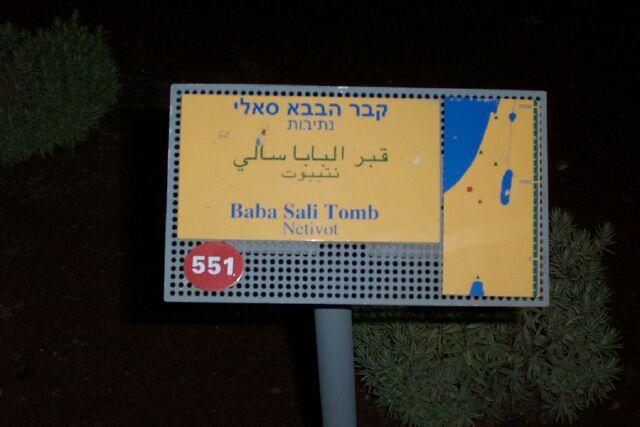 קבר הבבא סאלי
נתיבות
قبر البابا سالي
نتيبوت
Baba Sali Tomb
Netivot
551